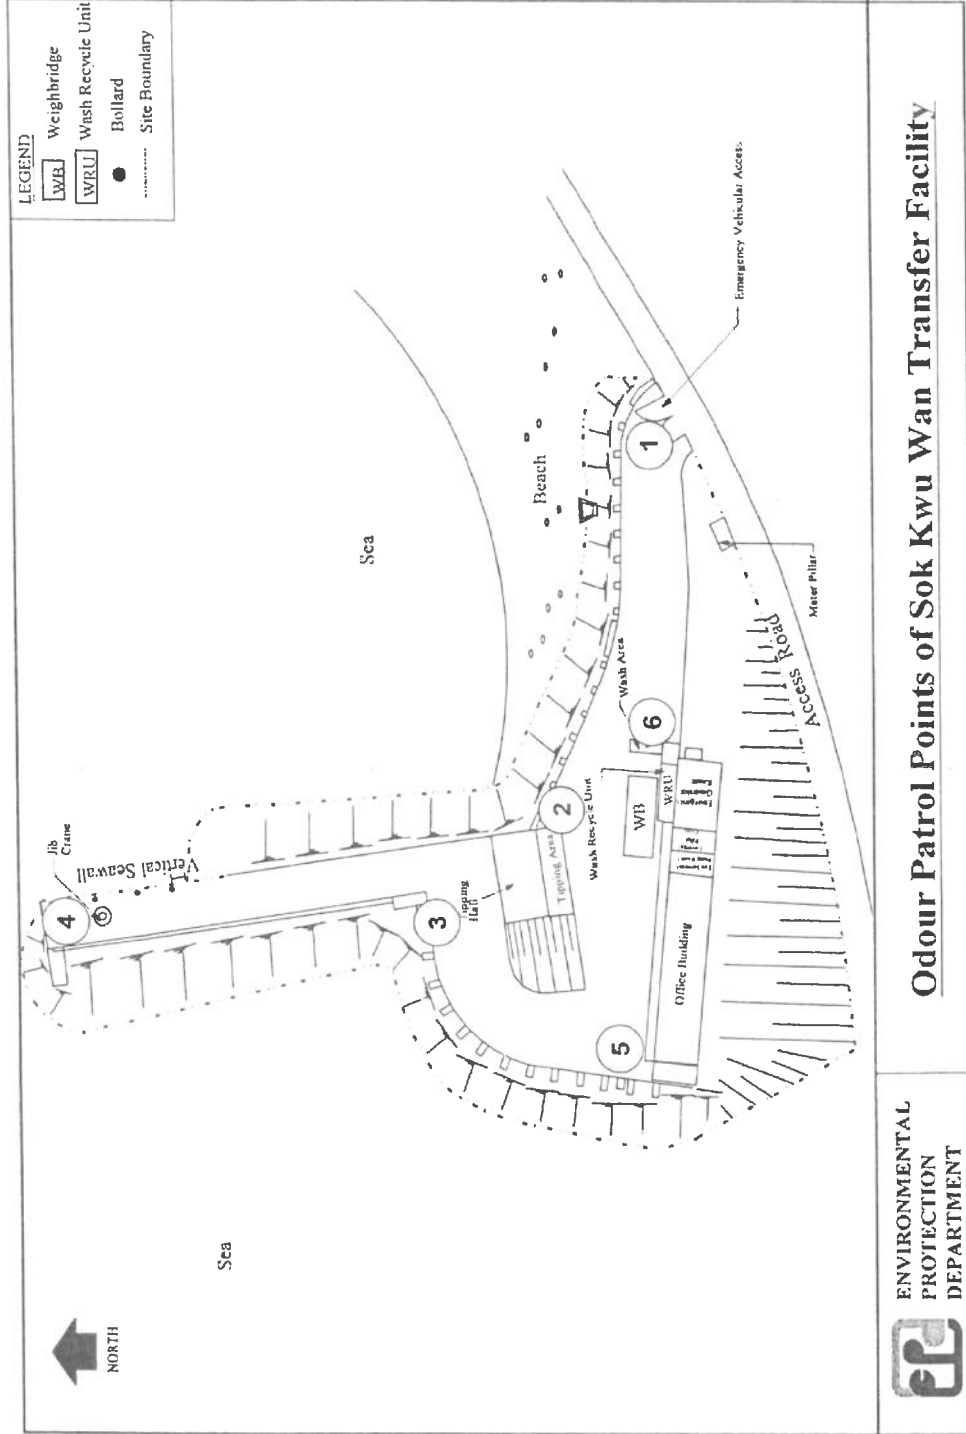 LEGEND
WB Weighbridge
WRU Wash Recycle Unit
Bollard
Site Boundary
NORTH
Sea
Sea
Beach
Jib
Crane
Vertical Seawall
4
3
2
1
6
5
Tipping
Hall
Tipping Area
Wash Area
Wash Recycle Unit
WB
WRU
Office Building
Emergency Vehicular Access
Meter Pillar
Access Road
ENVIRONMENTAL
PROTECTION
DEPARTMENT
Odour Patrol Points of Sok Kwu Wan Transfer Facility